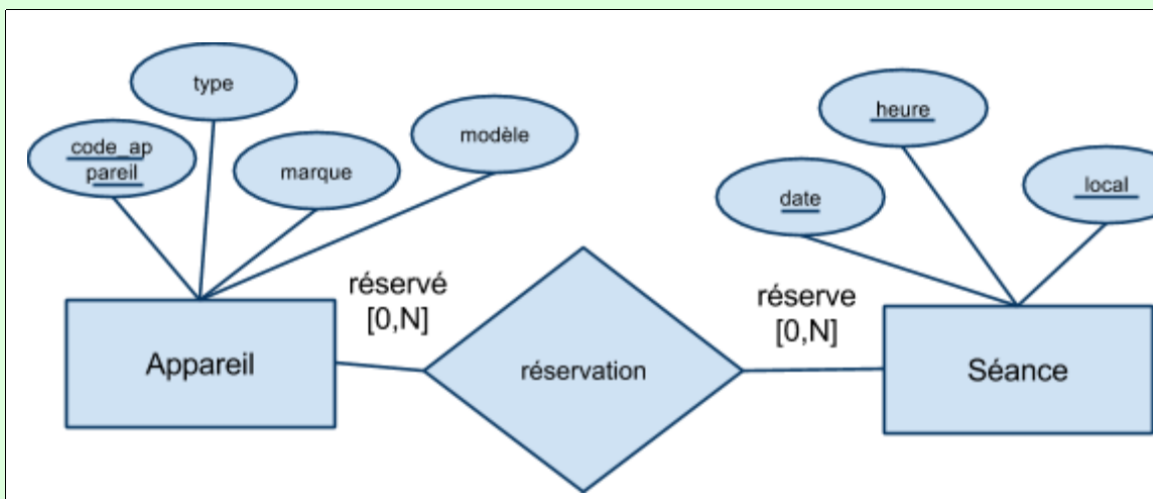 type
heure
code_ap
pareil
marque
modèle
date
local
réservé
[0,N]
réserve
[0,N]
Appareil
réservation
Séance